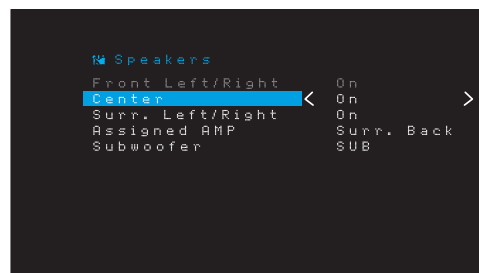 Speakers
Front Left/Right On
Center < On >
Surr. Left/Right On
Assigned AMP Surr. Back
Subwoofer SUB